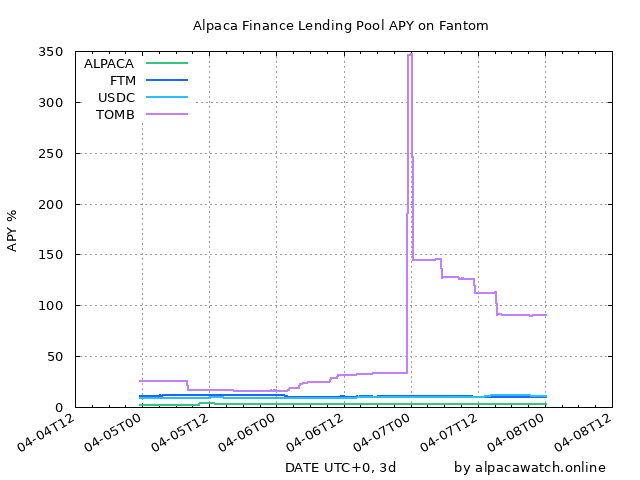 Alpaca Finance Lending Pool APY on Fantom
350
300
250
200
150
100
50
0
APY %
ALPACA
FTM
USDC
TOMB
04-04T12
04-05T00
04-05T12
04-06T00
04-06T12
04-07T00
04-07T12
04-08T00
04-08T12
DATE UTC+0, 3d
by alpacawatch.online